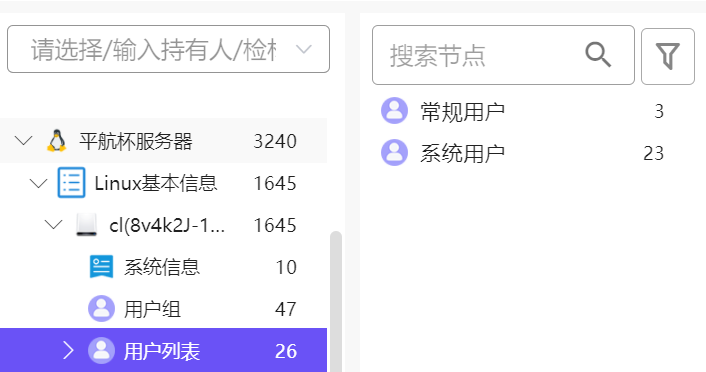 请选择/输入持有人/检
平航杯服务器 3240
Linux基本信息 1645
cl(8v4k2J-1... 1645
系统信息 10
用户组 47
用户列表 26
搜索节点
常规用户 3
系统用户 23